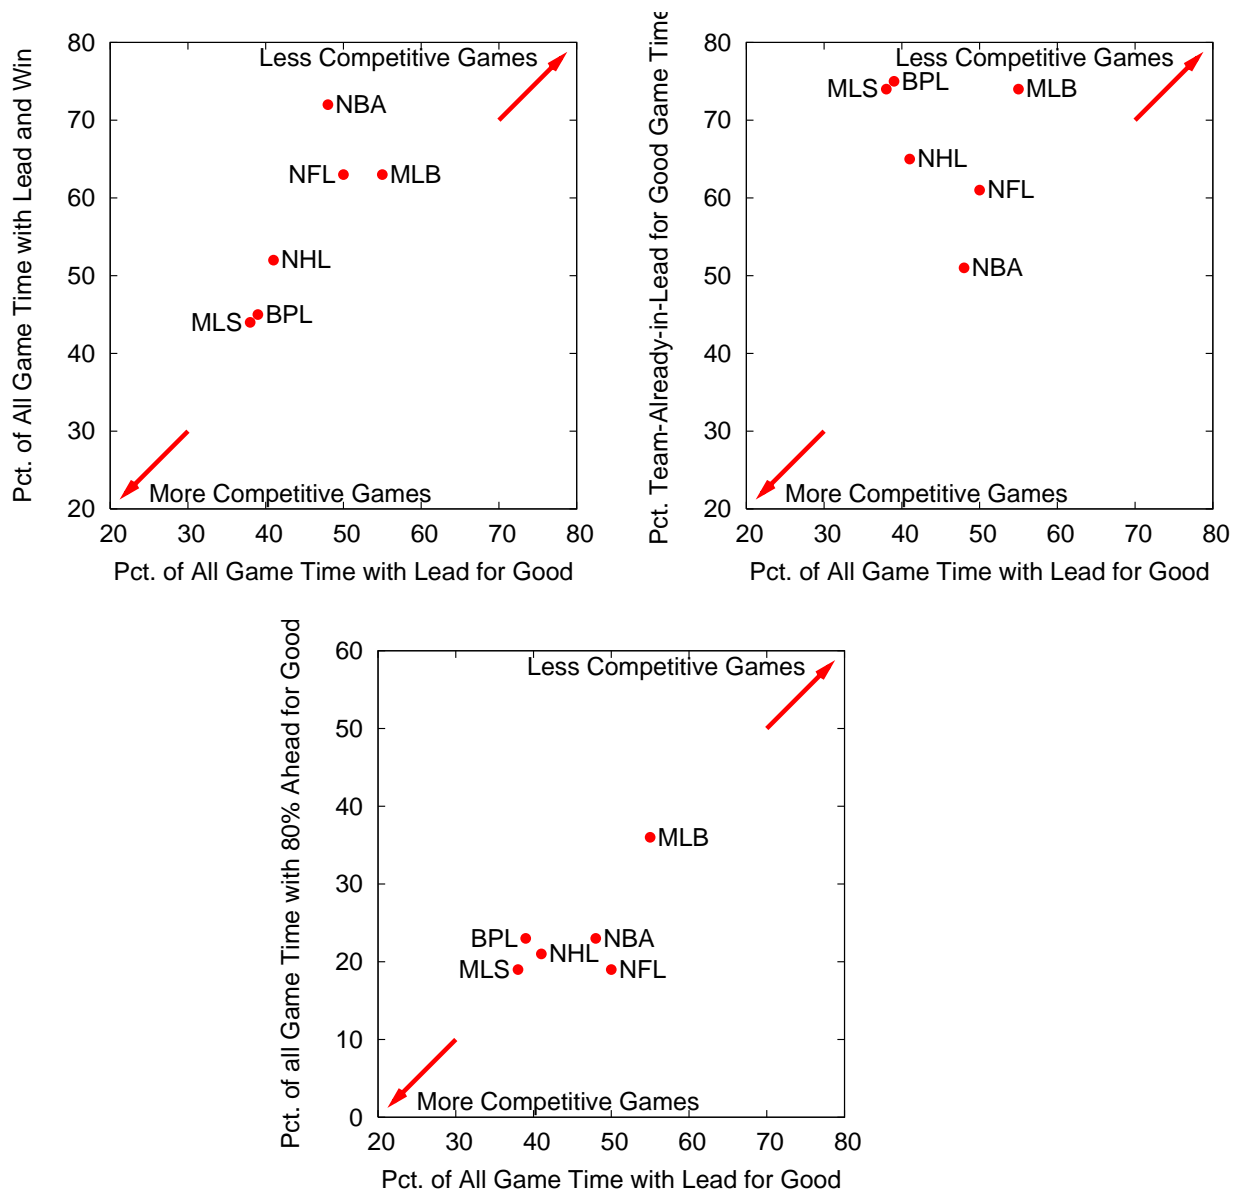 Pct. of All Game Time with Lead and Win
80
70
60
50
40
30
20
Less Competitive Games
NBA
NFL
MLB
NHL
BPL
MLS
More Competitive Games
20 30 40 50 60 70 80
Pct. of All Game Time with Lead for Good
Pct. Team-Already-in-Lead for Good Game Time
80
70
60
50
40
30
20
Less Competitive Games
MLS
BPL
MLB
NHL
NFL
NBA
More Competitive Games
20 30 40 50 60 70 80
Pct. of All Game Time with Lead for Good
Pct. of all Game Time with 80% Ahead for Good
60
50
40
30
20
10
0
Less Competitive Games
MLB
BPL
NBA
NHL
MLS
NFL
More Competitive Games
20 30 40 50 60 70 80
Pct. of All Game Time with Lead for Good